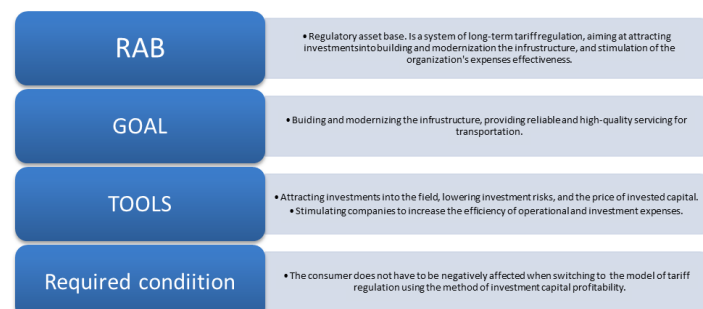 RAB
• Regulatory asset base. Is a system of long-term tariff regulation, aiming at attracting
investmentsinto building and modernization the infrastructure, and stimulation of the
organization's expenses effectiveness.
GOAL
• Buiding and modernizing the infrustructure, providing reliable and high-quality servicing for
transportation.
TOOLS
• Attracting investments into the field, lowering investment risks, and the price of invested capital.
• Stimulating companies to increase the efficiency of operational and investment expenses.
Required condiition
• The consumer does not have to be negatively affected when switching to the model of tariff
regulation using the method of investment capital profitability.